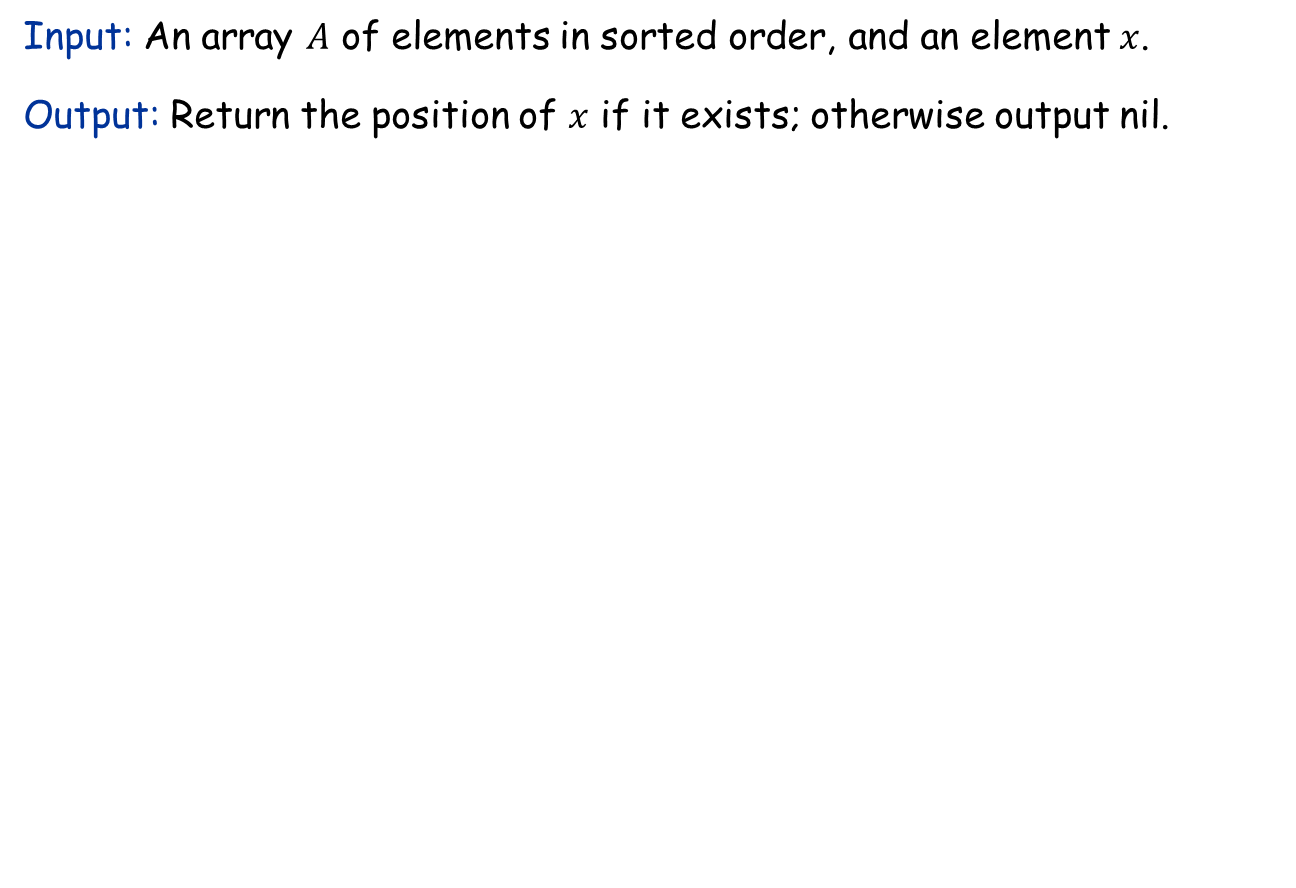 Input: An array A of elements in sorted order, and an element x.
Output: Return the position of x if it exists; otherwise output nil.